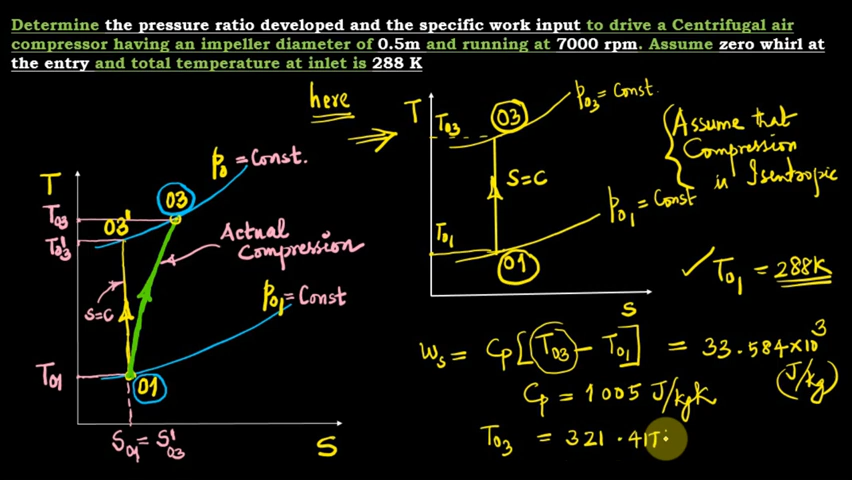 Determine the pressure ratio developed and the specific work input to drive a Centrifugal air
compressor having an impeller diameter of 0.5m and running at 7000 rpm. Assume zero whirl at
the entry and total temperature at inlet is 288 K
here
T
T03
03
P03 = Const.
S=C
T01
01
P01 = Const
S
Assume that
Compression
is Isentropic
T01 = 288K
T
P0 = Const.
03
T03
03'
T03'
Actual
Compression
S=C
P01 = Const
T01
01
S01 = S03'
S
Ws = Cp [T03 - T01] = 33.584×10³
(J/kg)
Cp = 1005 J/kgK
T03 = 321.417